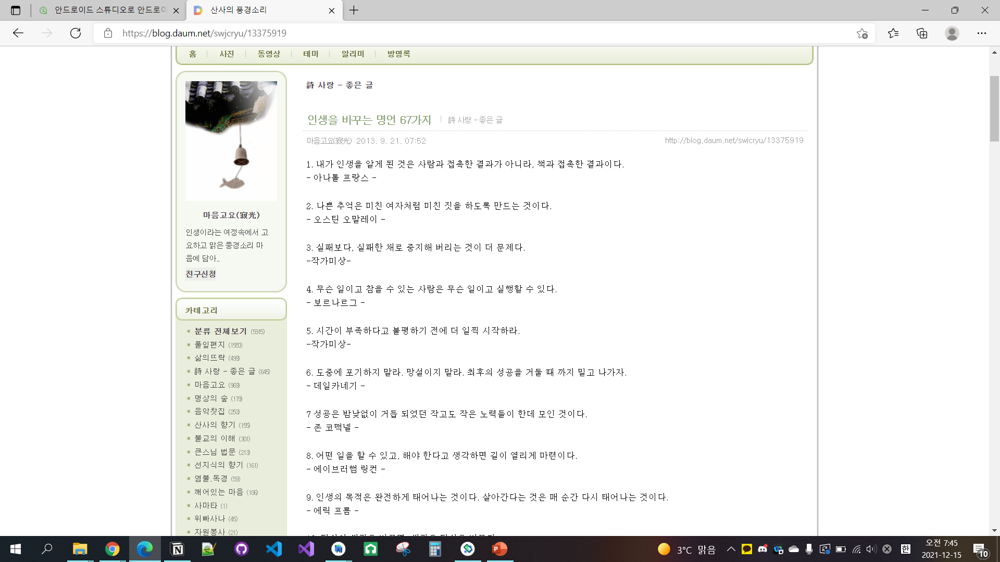 안드로이드 스튜디오로 안드로이
산사의 풍경소리
https://blog.daum.net/swjcryu/13375919
홈 사진 동영상 테마 알리미 방명록
마음고요(寂光)
인생이라는 여정속에서 고
요하고 맑은 풍경소리 마
음에 담아..
친구신청
카테고리
분류 전체보기 (5915)
풀잎편지 (1550)
삶의뜨락 (499)
詩 사랑 - 좋은 글 (645)
마음고요 (969)
명상의 숲 (179)
음악찻집 (253)
산사의 향기 (155)
불교의 이해 (301)
큰스님 법문 (213)
선지식의 향기 (161)
염불.독경 (59)
깨어있는 마음 (106)
사마타 (1)
위빠사나 (45)
자원봉사 (21)
詩 사랑 - 좋은 글
인생을 바꾸는 명언 67가지 詩 사랑 - 좋은 글
마음고요(寂光) 2013. 9. 21. 07:52 http://blog.daum.net/swjcryu/13375919
1. 내가 인생을 알게 된 것은 사람과 접촉한 결과가 아니라, 책과 접촉한 결과이다.
- 아나톨 프랑스 -
2. 나쁜 추억은 미친 여자처럼 미친 짓을 하도록 만드는 것이다.
- 오스틴 오말레이 -
3. 실패보다, 실패한 채로 중지해 버리는 것이 더 문제다.
-작가미상-
4. 무슨 일이고 참을 수 있는 사람은 무슨 일이고 실행할 수 있다.
- 보르나르그 -
5. 시간이 부족하다고 불평하기 전에 더 일찍 시작하라.
-작가미상-
6. 도중에 포기하지 말라. 망설이지 말라. 최후의 성공을 거둘 때 까지 밀고 나가자.
- 데일카네기 -
7 성공은 밤낮없이 거듭 되었던 작고도 작은 노력들이 한데 모인 것이다.
- 존 코맥넬 -
8. 어떤 일을 할 수 있고, 해야 한다고 생각하면 길이 열리게 마련이다.
- 에이브러햄 링컨 -
9. 인생의 목적은 완전하게 태어나는 것이다. 살아간다는 것은 매 순간 다시 태어나는 것이다.
- 에릭 프롬 -
3°C 맑음
한
오전 7:45
2021-12-15
10